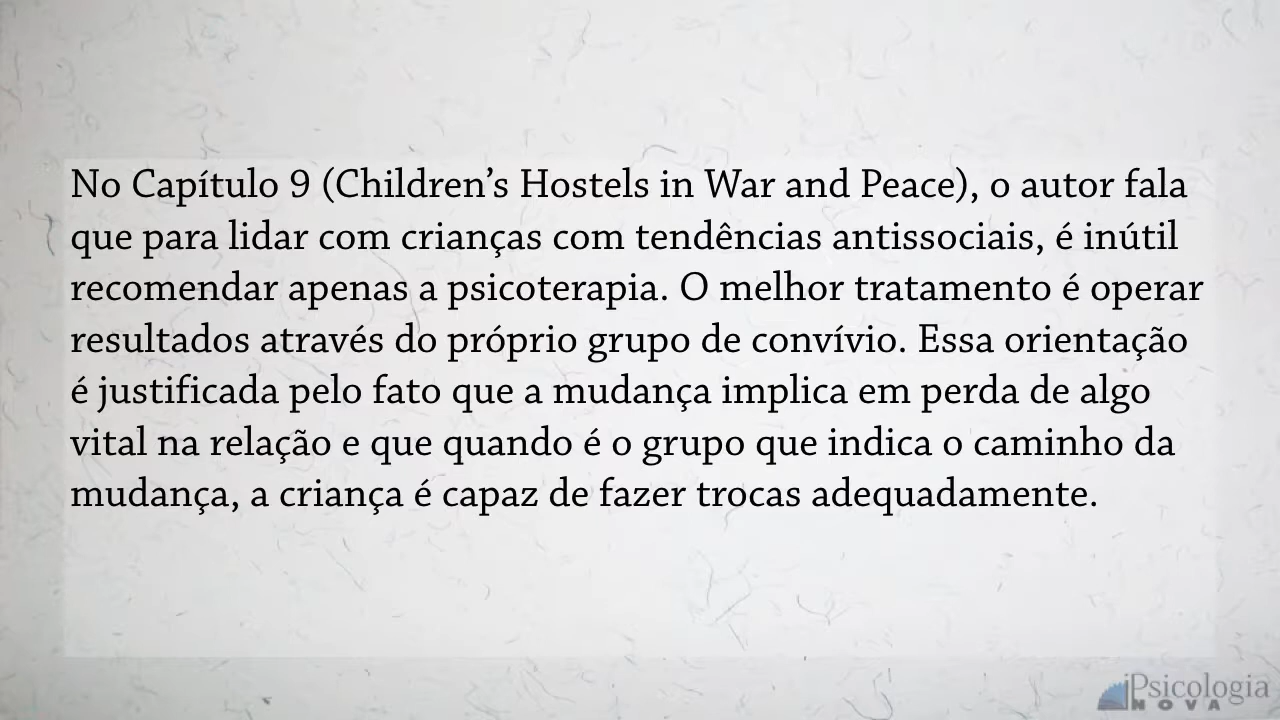 No Capítulo 9 (Children’s Hostels in War and Peace), o autor fala
que para lidar com crianças com tendências antissociais, é inútil
recomendar apenas a psicoterapia. O melhor tratamento é operar
resultados através do próprio grupo de convívio. Essa orientação
é justificada pelo fato que a mudança implica em perda de algo
vital na relação e que quando é o grupo que indica o caminho da
mudança, a criança é capaz de fazer trocas adequadamente.
Psicologia
NOVA